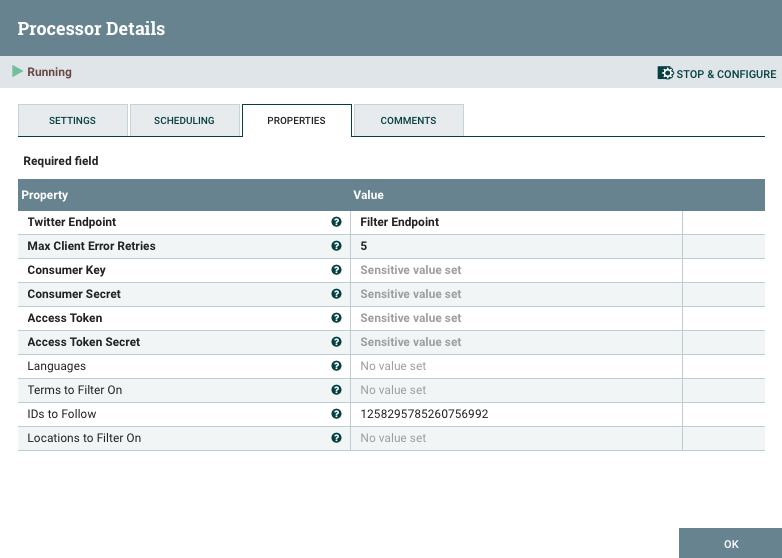 Processor Details
Running
STOP & CONFIGURE
SETTINGS SCHEDULING PROPERTIES COMMENTS
Required field
Property Value
Twitter Endpoint Filter Endpoint
Max Client Error Retries 5
Consumer Key Sensitive value set
Consumer Secret Sensitive value set
Access Token Sensitive value set
Access Token Secret Sensitive value set
Languages No value set
Terms to Filter On No value set
IDs to Follow 1258295785260756992
Locations to Filter On No value set
OK